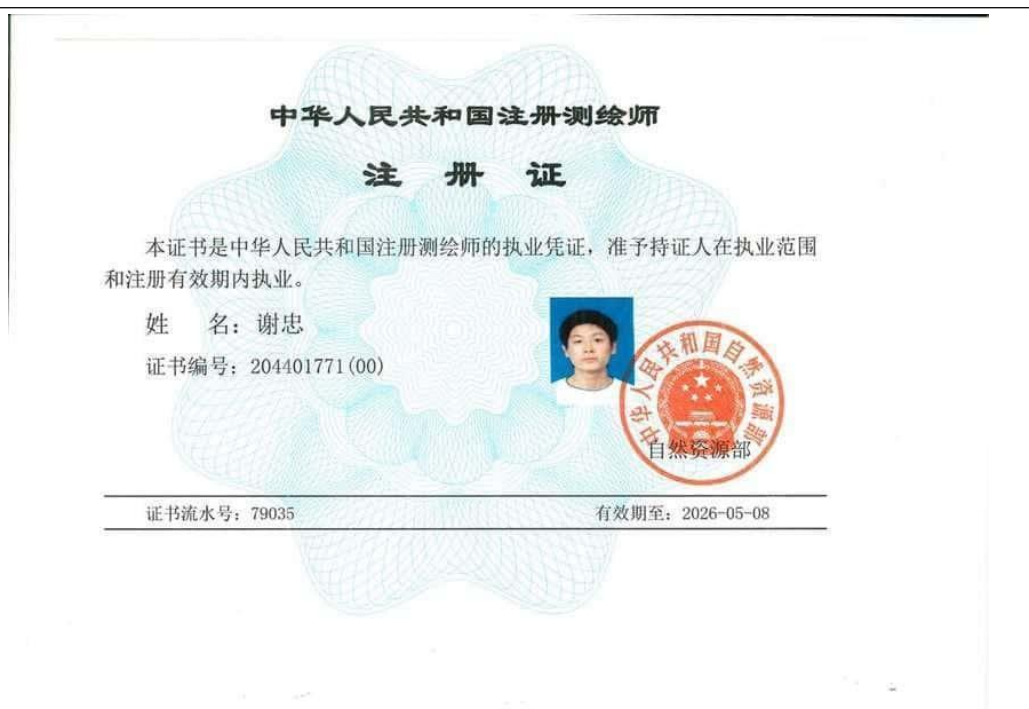 中华人民共和国注册测绘师
注 册 证
本证书是中华人民共和国注册测绘师的执业凭证，准予持证人在执业范围
和注册有效期内执业。
姓 名：谢忠
证书编号：204401771(00)
中华人民共和国自然资源部
自然资源部
证书流水号：79035
有效期至：2026-05-08